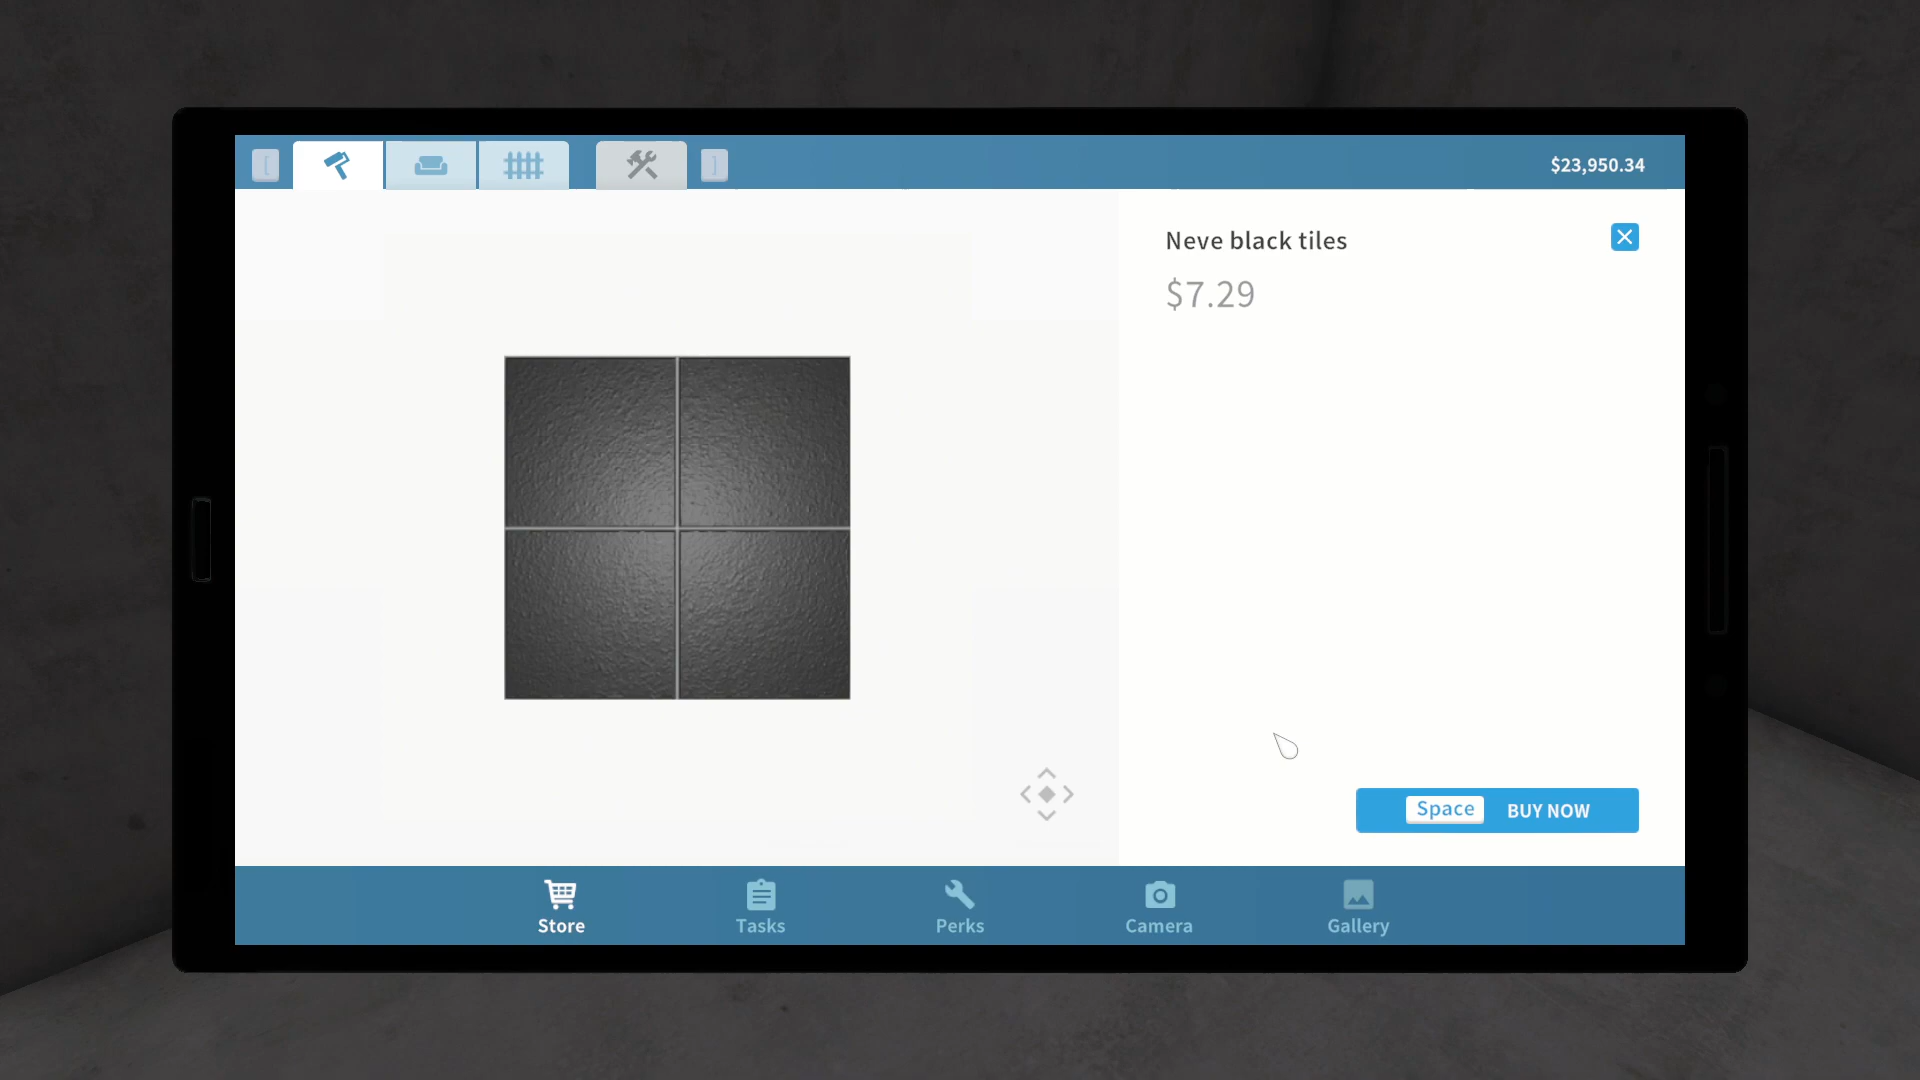 [
]
$23,950.34
Neve black tiles
$7.29
Space BUY NOW
Store
Tasks
Perks
Camera
Gallery